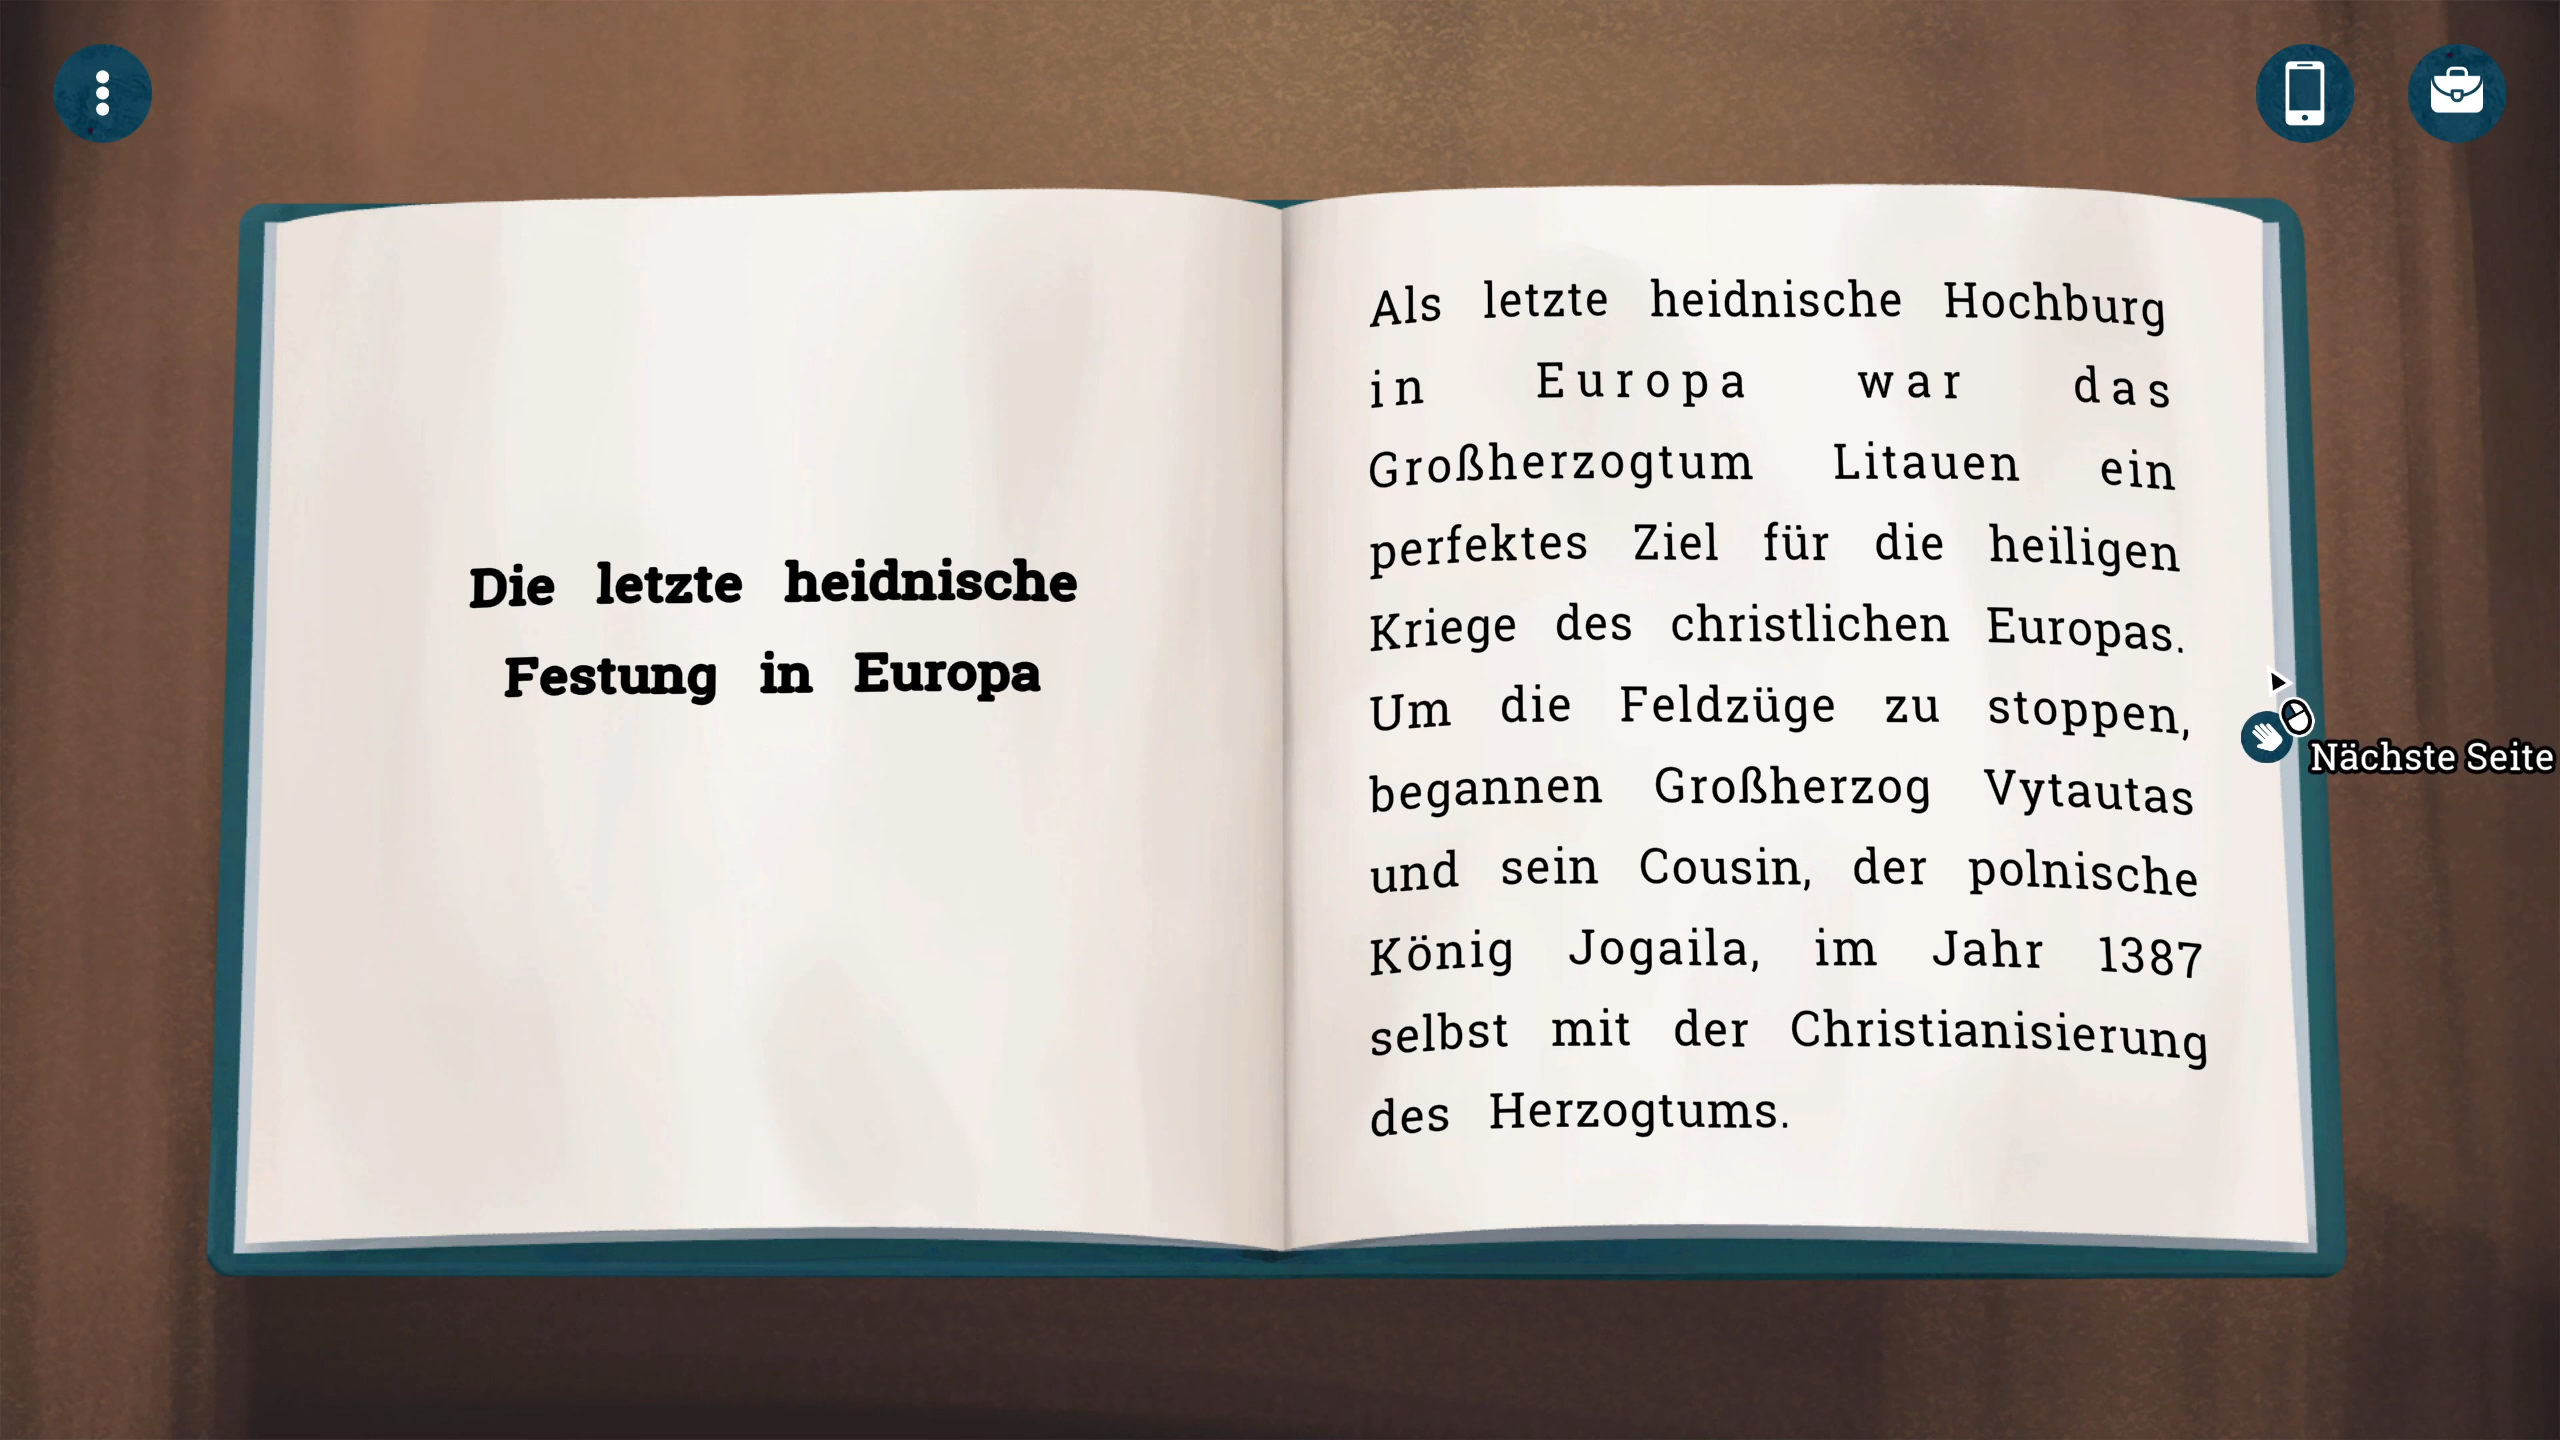 Die letzte heidnische
Festung in Europa
Als letzte heidnische Hochburg
in Europa war das
Großherzogtum Litauen ein
perfektes Ziel für die heiligen
Kriege des christlichen Europas.
Um die Feldzüge zu stoppen,
begannen Großherzog Vytautas
und sein Cousin, der polnische
König Jogaila, im Jahr 1387
selbst mit der Christianisierung
des Herzogtums.
Nächste Seite